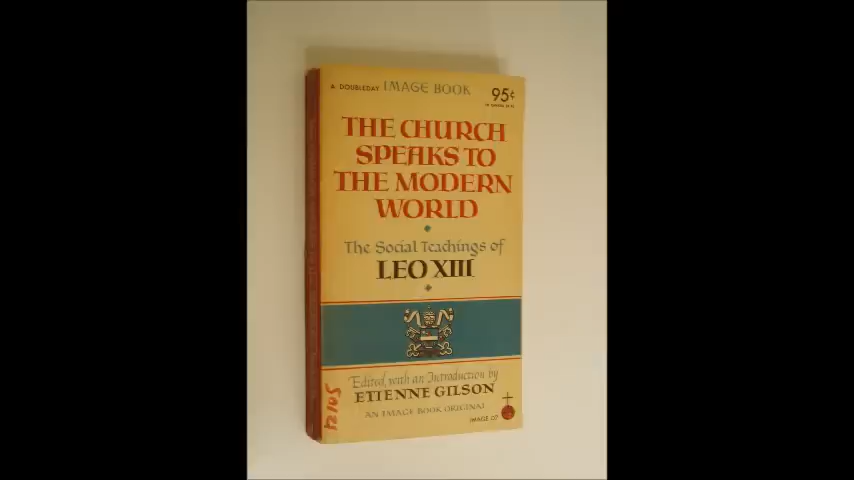 A DOUBLEDAY IMAGE BOOK
95¢
THE CHURCH
SPEAKS TO
THE MODERN
WORLD
The Social Teachings of
LEO XIII
Edited, with an Introduction by
ETIENNE GILSON
AN IMAGE BOOK ORIGINAL
12105